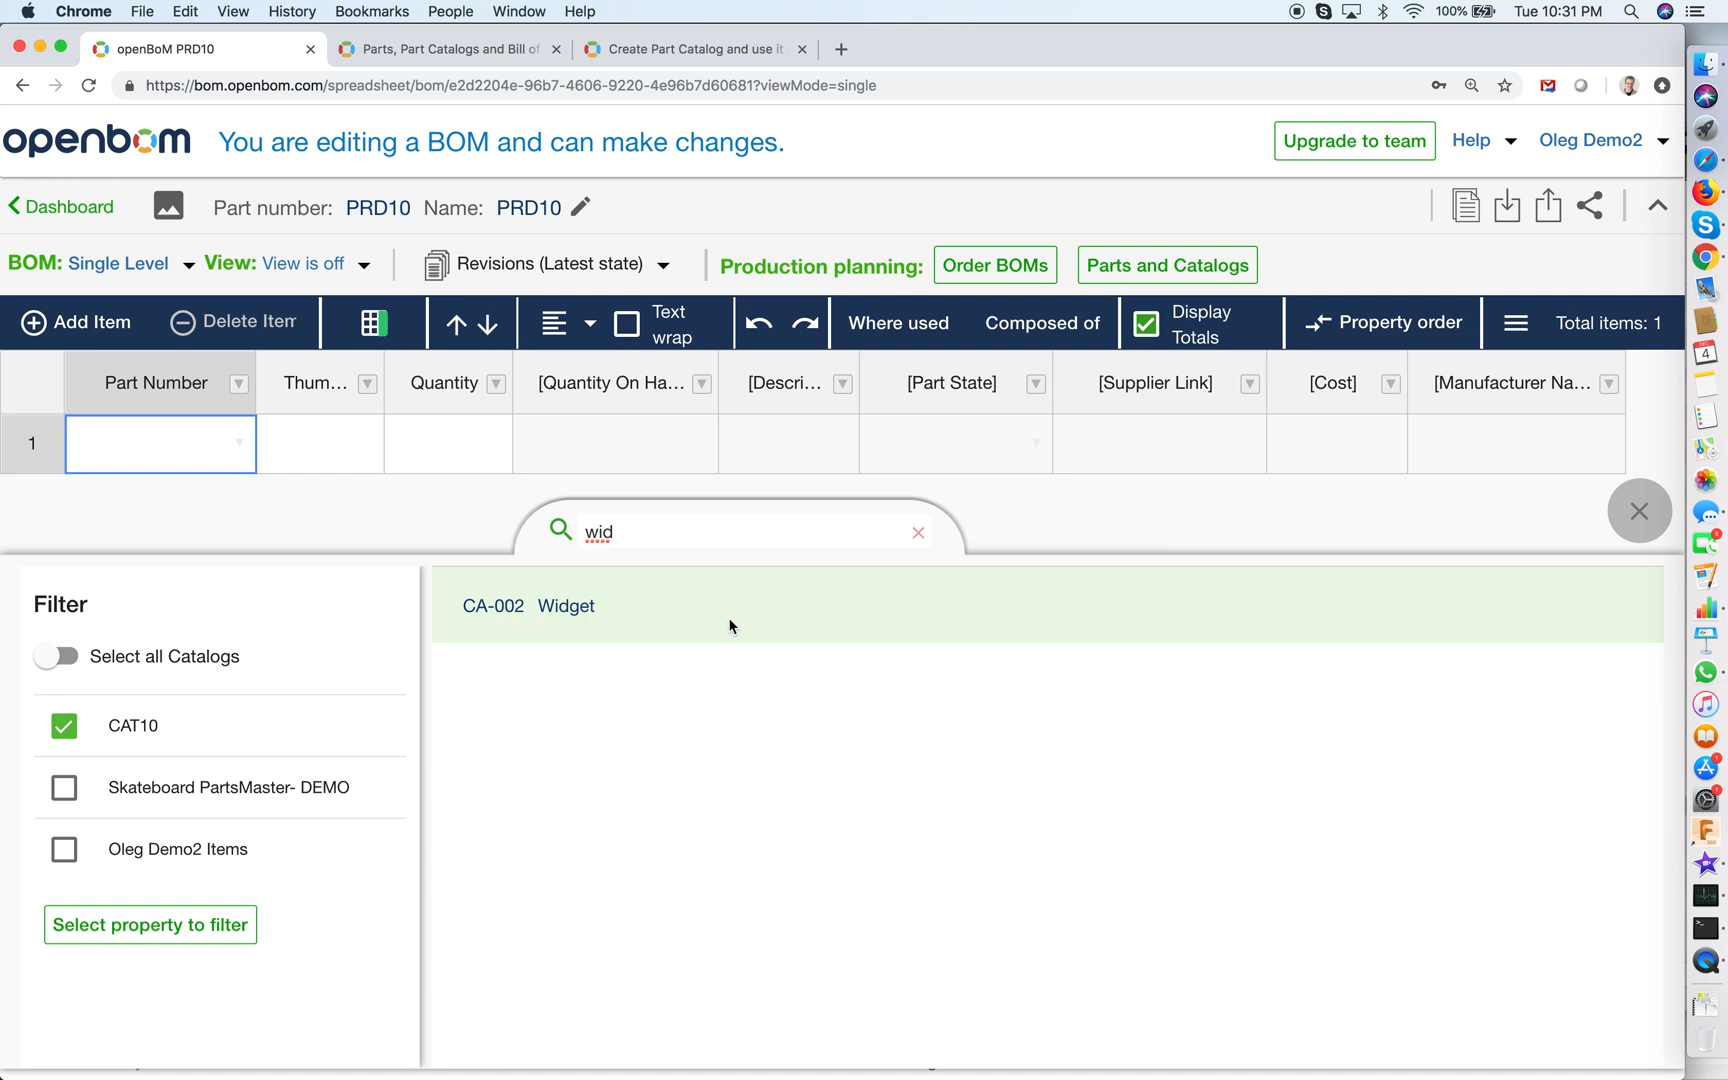 Chrome File Edit View History Bookmarks People Window Help 100% Tue 10:31 PM
openBoM PRD10 Parts, Part Catalogs and Bill of Create Part Catalog and use it
https://bom.openbom.com/spreadsheet/bom/e2d2204e-96b7-4606-9220-4e96b7d60681?viewMode=single
openbom You are editing a BOM and can make changes. Upgrade to team Help Oleg Demo2
Dashboard Part number: PRD10 Name: PRD10
BOM: Single Level View: View is off Revisions (Latest state) Production planning: Order BOMs Parts and Catalogs
Add Item Delete Item Text wrap Where used Composed of Display Totals Property order Total items: 1
Part Number Thum... Quantity [Quantity On Ha... [Descri... [Part State] [Supplier Link] [Cost] [Manufacturer Na...
1
wid
Filter
CA-002 Widget
Select all Catalogs
CAT10
Skateboard PartsMaster- DEMO
Oleg Demo2 Items
Select property to filter